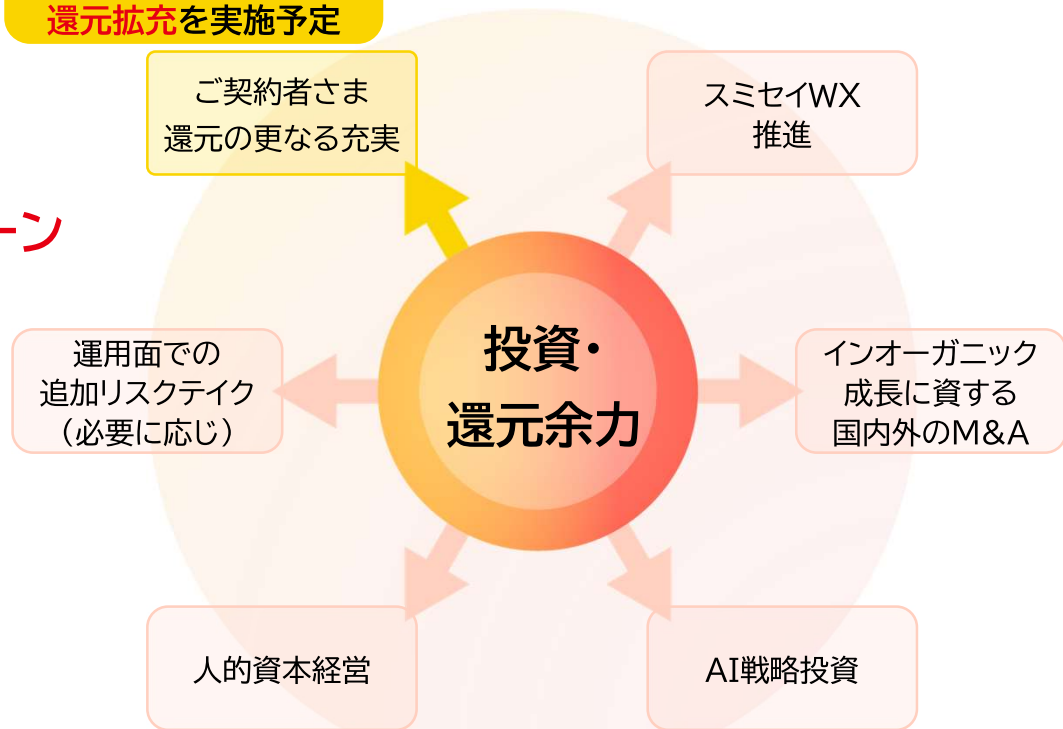 還元拡充を実施予定
ご契約者さま
還元の更なる充実
スミセイWX
推進
ーン
投資・
還元余力
運用面での
追加リスクテイク
（必要に応じ）
インオーガニック
成長に資する
国内外のM&A
人的資本経営
AI戦略投資